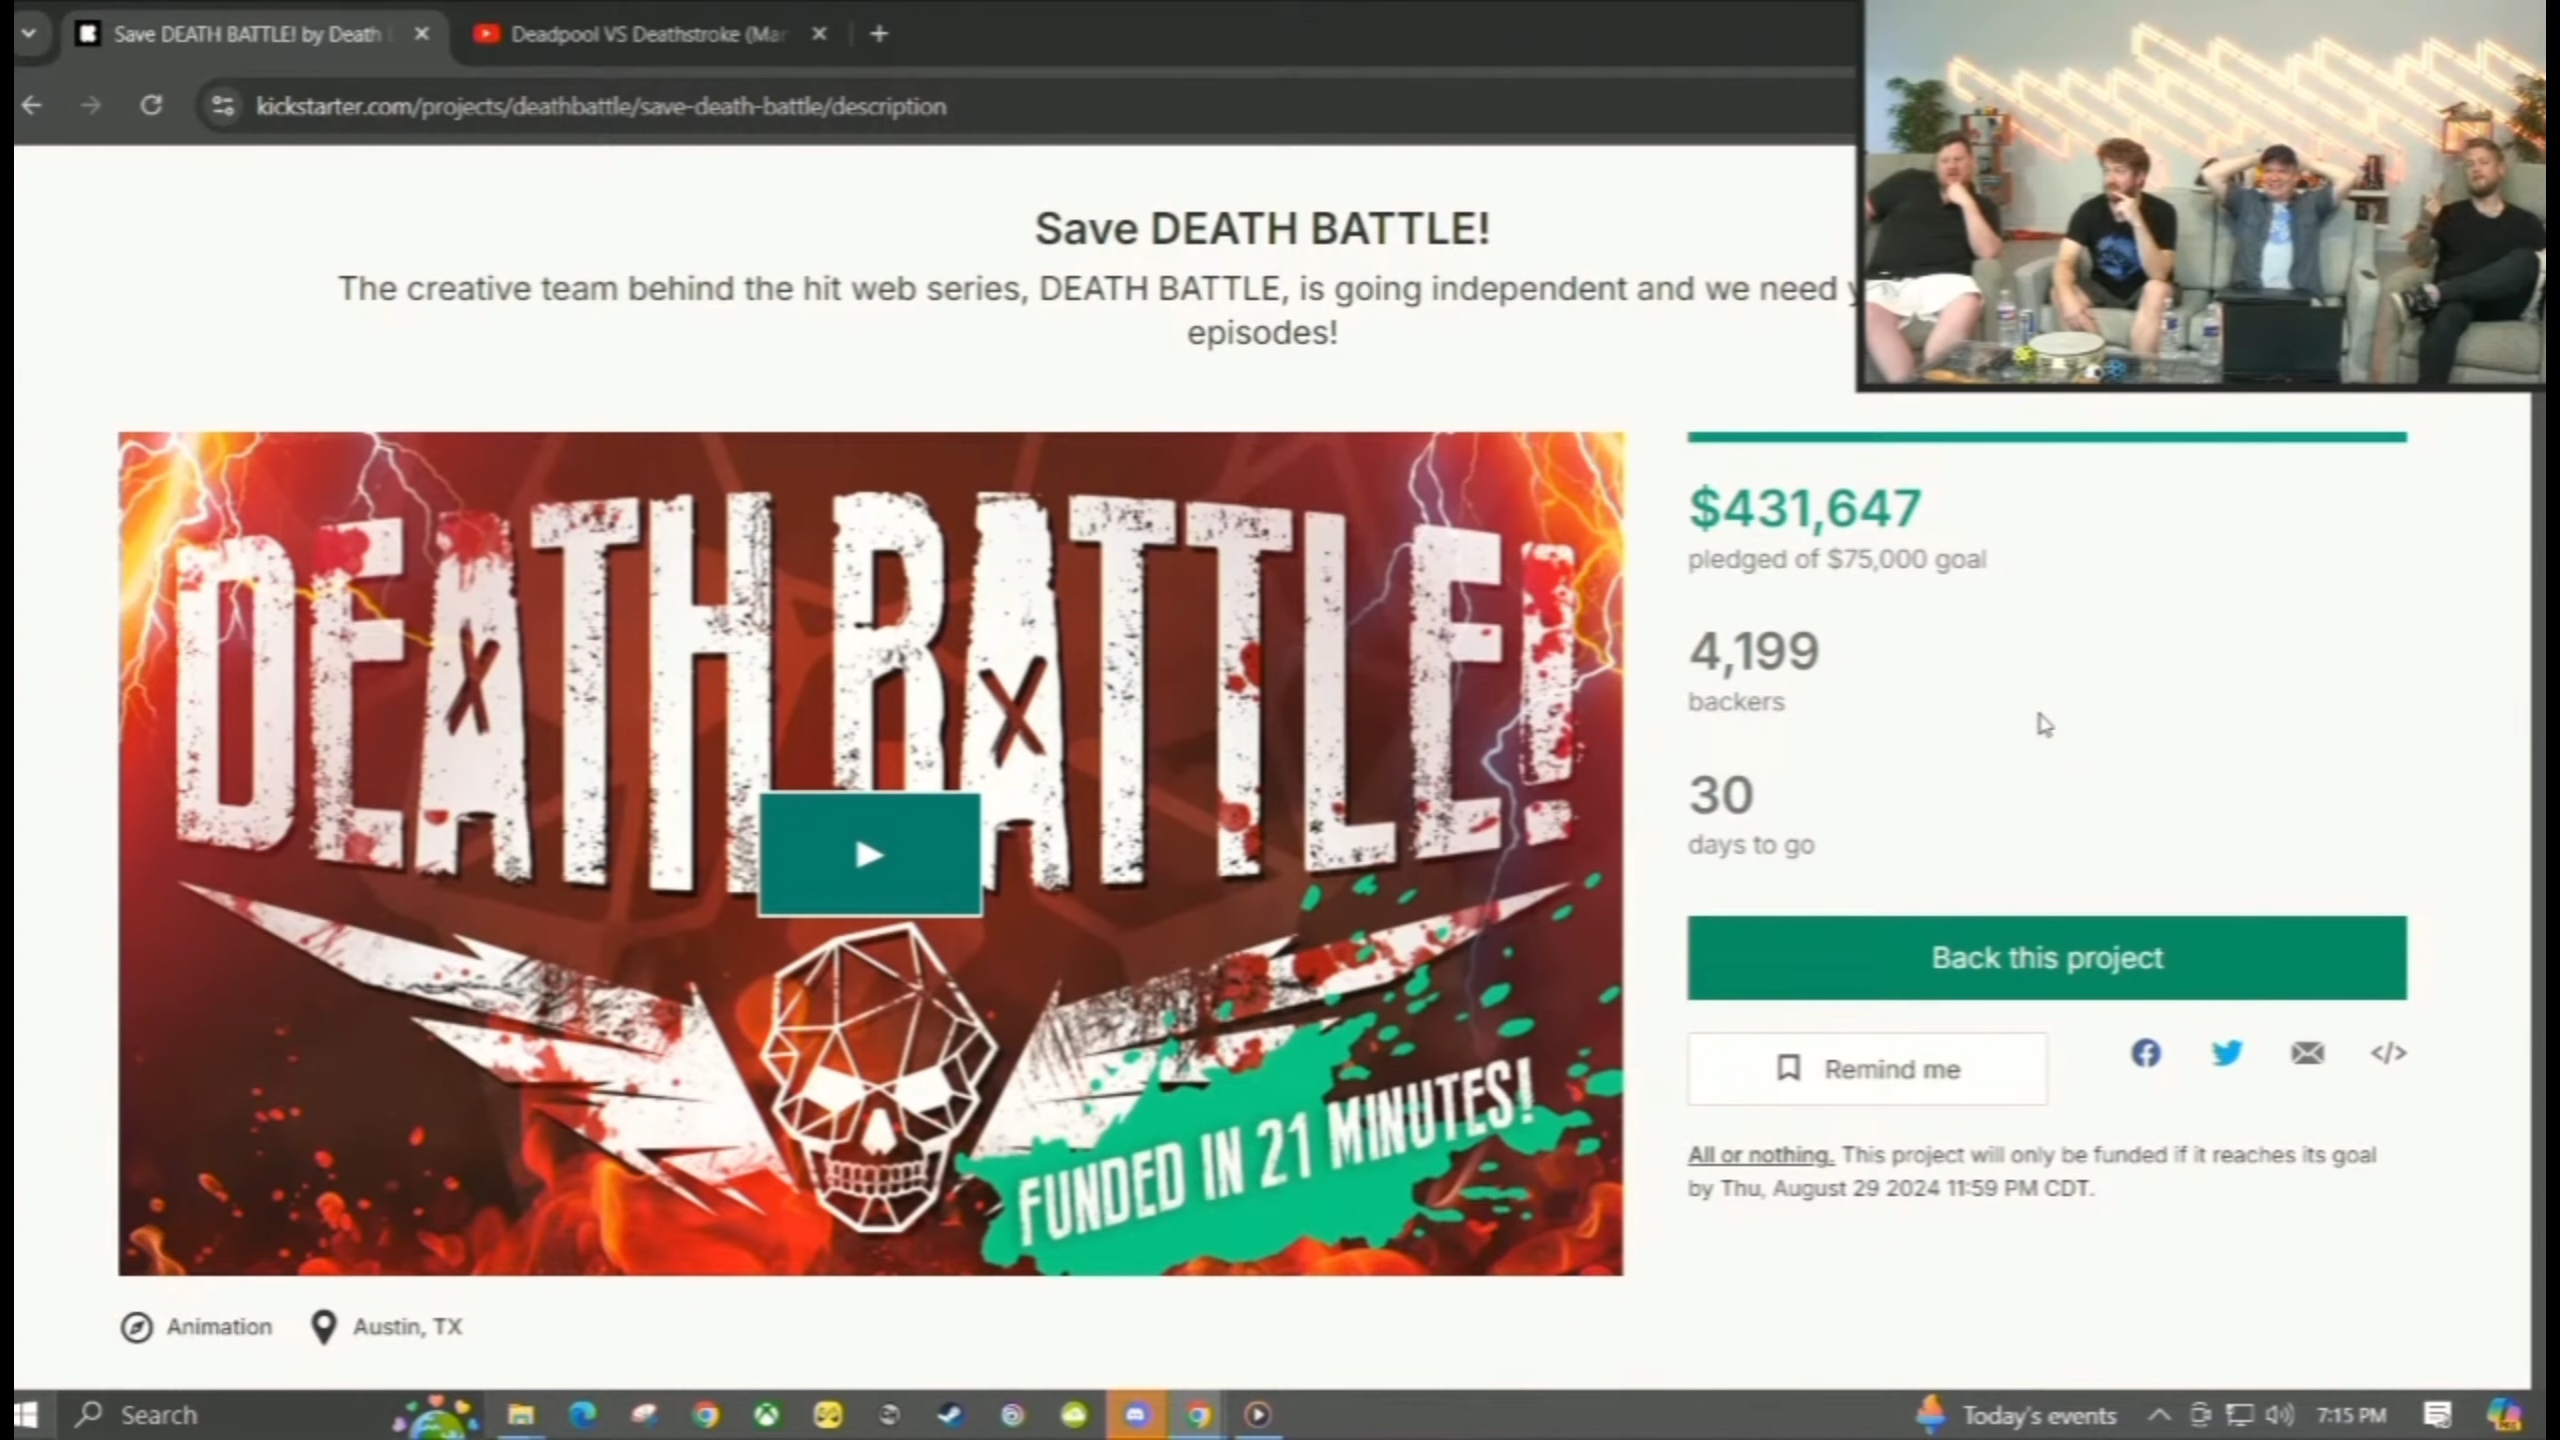 Save DEATH BATTLE! by Death
Deadpool VS Deathstroke (Mar
kickstarter.com/projects/deathbattle/save-death-battle/description
Save DEATH BATTLE!
The creative team behind the hit web series, DEATH BATTLE, is going independent and we need
episodes!
DEATH BATTLE!
FUNDED IN 21 MINUTES!
$431,647
pledged of $75,000 goal
4,199
backers
30
days to go
Back this project
Remind me
All or nothing. This project will only be funded if it reaches its goal
by Thu, August 29 2024 11:59 PM CDT.
Animation
Austin, TX
Search
Today's events
7:15 PM